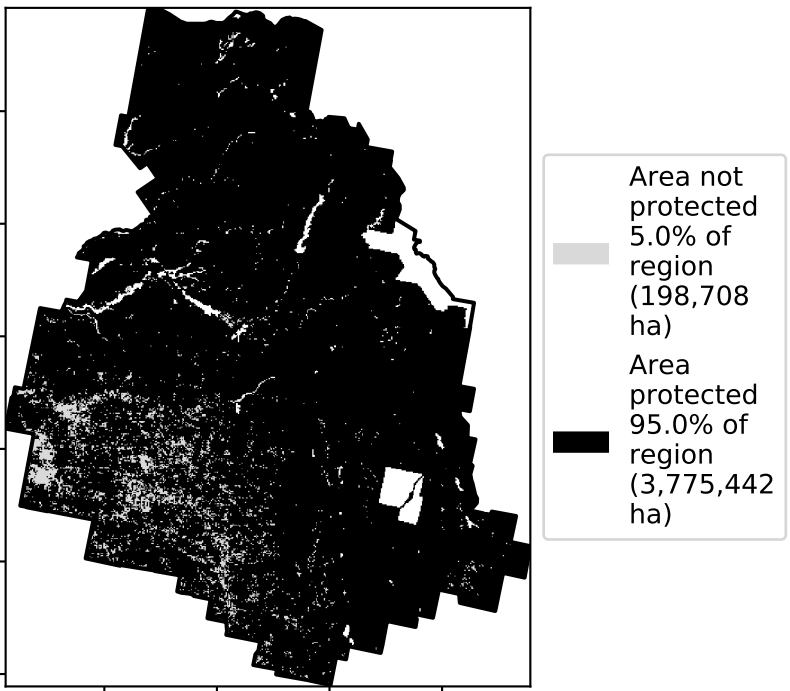 Area not
protected
5.0% of
region
(198,708
ha)
Area
protected
95.0% of
region
(3,775,442
ha)